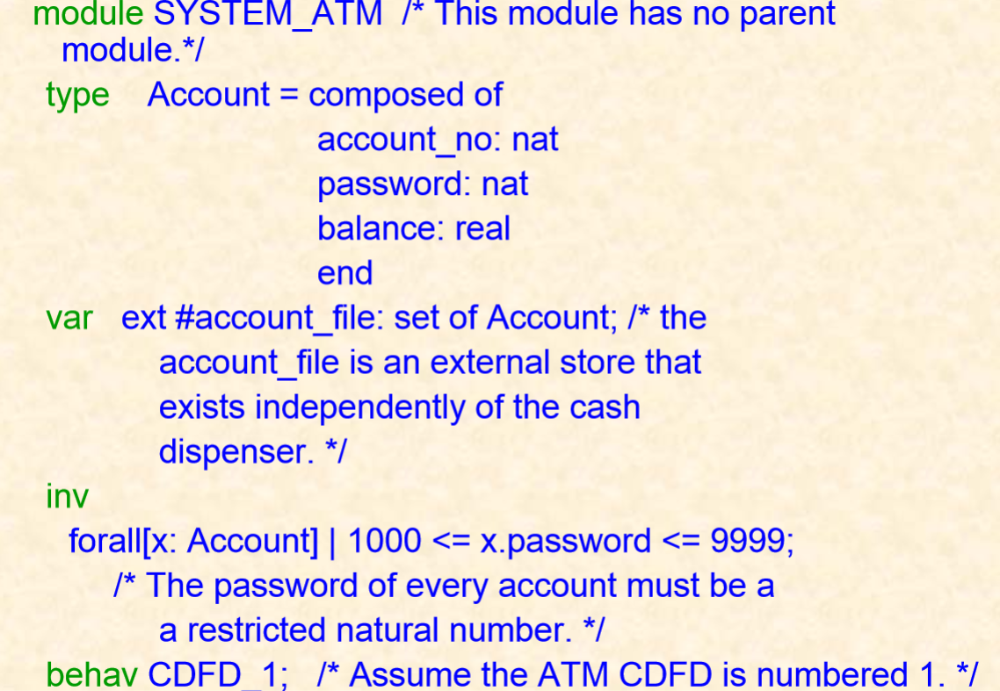 module SYSTEM_ATM /* This module has no parent
module.*/
type Account = composed of
account_no: nat
password: nat
balance: real
end
var ext #account_file: set of Account; /* the
account_file is an external store that
exists independently of the cash
dispenser. */
inv
forall[x: Account] | 1000 <= x.password <= 9999;
/* The password of every account must be a
a restricted natural number. */
behav CDFD_1; /* Assume the ATM CDFD is numbered 1. */